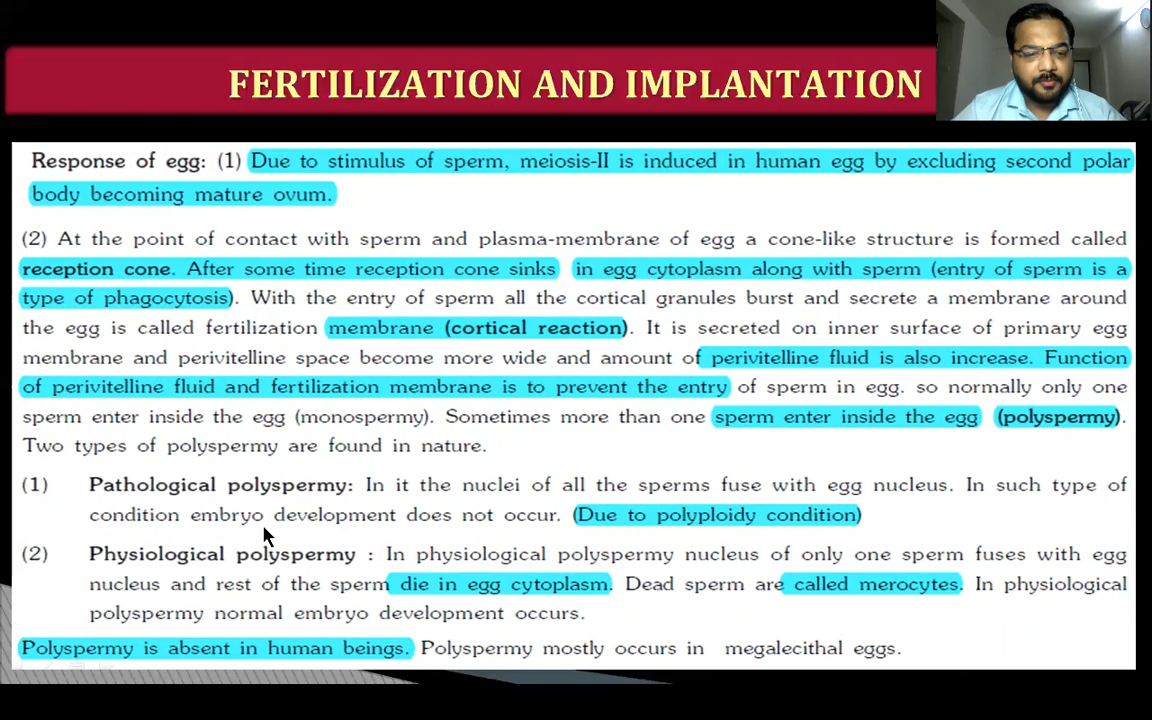 FERTILIZATION AND IMPLANTATION
Response of egg: (1) Due to stimulus of sperm, meiosis-II is induced in human egg by excluding second polar
body becoming mature ovum.
(2) At the point of contact with sperm and plasma-membrane of egg a cone-like structure is formed called
reception cone. After some time reception cone sinks in egg cytoplasm along with sperm (entry of sperm is a
type of phagocytosis). With the entry of sperm all the cortical granules burst and secrete a membrane around
the egg is called fertilization membrane (cortical reaction). It is secreted on inner surface of primary egg
membrane and perivitelline space become more wide and amount of perivitelline fluid is also increase. Function
of perivitelline fluid and fertilization membrane is to prevent the entry of sperm in egg. so normally only one
sperm enter inside the egg (monospermy). Sometimes more than one sperm enter inside the egg (polyspermy).
Two types of polyspermy are found in nature.
(1) Pathological polyspermy: In it the nuclei of all the sperms fuse with egg nucleus. In such type of
condition embryo development does not occur. (Due to polyploidy condition)
(2) Physiological polyspermy : In physiological polyspermy nucleus of only one sperm fuses with egg
nucleus and rest of the sperm die in egg cytoplasm. Dead sperm are called merocytes. In physiological
polyspermy normal embryo development occurs.
Polyspermy is absent in human beings. Polyspermy mostly occurs in megalecithal eggs.